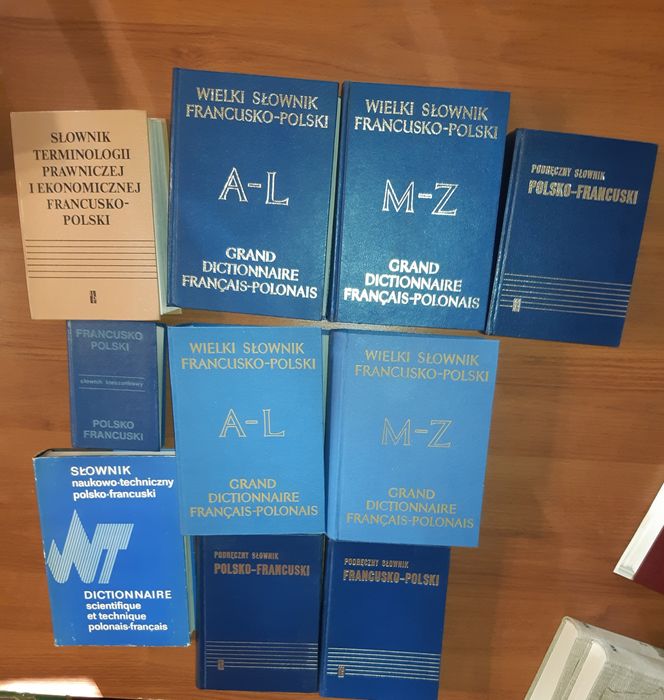 SŁOWNIK
TERMINOLOGII
PRAWNICZEJ
I EKONOMICZNEJ
FRANCUSKO-
POLSKI
WIELKI SŁOWNIK
FRANCUSKO-POLSKI
A-L
GRAND
DICTIONNAIRE
FRANÇAIS-POLONAIS
WIELKI SŁOWNIK
FRANCUSKO-POLSKI
M-Z
GRAND
DICTIONNAIRE
FRANÇAIS-POLONAIS
PODRĘCZNY SŁOWNIK
POLSKO-FRANCUSKI
FRANCUSKO
POLSKI
słownik kieszonkowy
POLSKO
FRANCUSKI
WIELKI SŁOWNIK
FRANCUSKO-POLSKI
A-L
GRAND
DICTIONNAIRE
FRANÇAIS-POLONAIS
WIELKI SŁOWNIK
FRANCUSKO-POLSKI
M-Z
GRAND
DICTIONNAIRE
FRANÇAIS-POLONAIS
SŁOWNIK
naukowo-techniczny
polsko-francuski
WNT
DICTIONNAIRE
scientifique
et technique
polonais-français
PODRĘCZNY SŁOWNIK
POLSKO-FRANCUSKI
PODRĘCZNY SŁOWNIK
FRANCUSKO-POLSKI